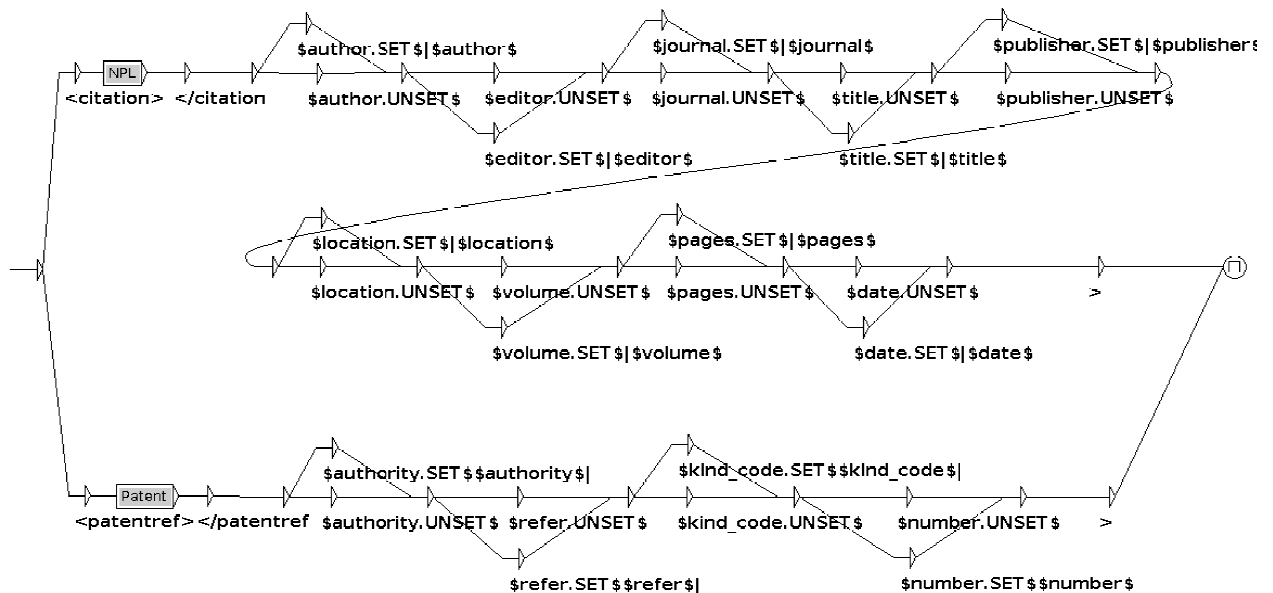 $author.SET$|$author$ $journal.SET$|$journal$ $publisher.SET$|$publisher$
NPL
<citation> </citation $author.UNSET$ $editor.UNSET$ $journal.UNSET$ $title.UNSET$ $publisher.UNSET$
$editor.SET$|$editor$ $title.SET$|$title$
$location.SET$|$location$ $pages.SET$|$pages$
$location.UNSET$ $volume.UNSET$ $pages.UNSET$ $date.UNSET$ >
$volume.SET$|$volume$ $date.SET$|$date$
$authority.SET$$authority$| $kind_code.SET$$kind_code$|
Patent
<patentref> </patentref $authority.UNSET$ $refer.UNSET$ $kind_code.UNSET$ $number.UNSET$ >
$refer.SET$$refer$| $number.SET$$number$